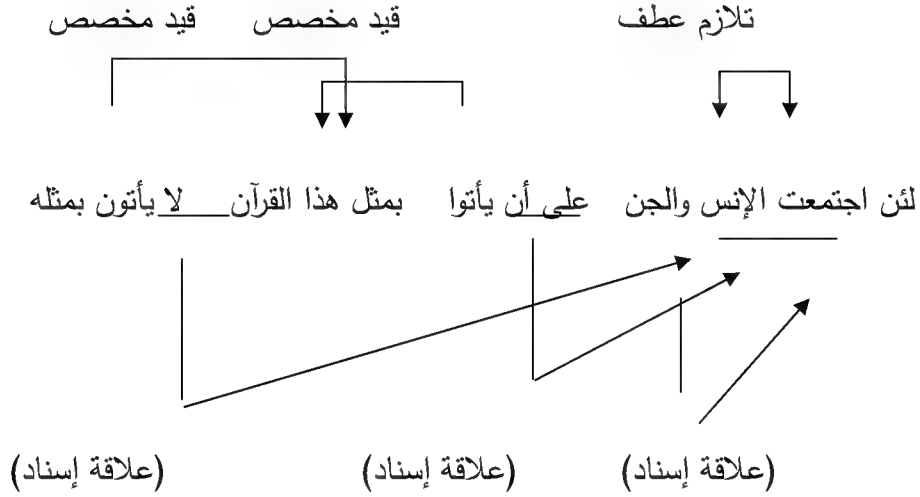 تلازم عطف قيد مخصص قيد مخصص
لئن اجتمعت الإنس والجن على أن يأتوا بمثل هذا القرآن لا يأتون بمثله
(علاقة إسناد) (علاقة إسناد) (علاقة إسناد)